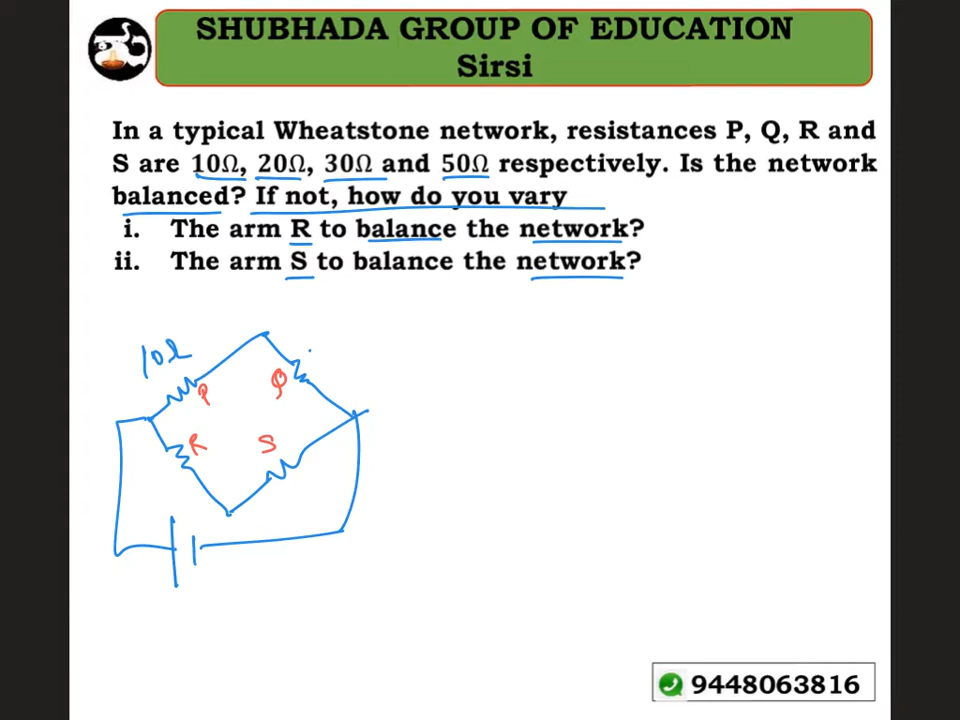 SHUBHADA GROUP OF EDUCATION
Sirsi
In a typical Wheatstone network, resistances P, Q, R and
S are 10Ω, 20Ω, 30Ω and 50Ω respectively. Is the network
balanced? If not, how do you vary
i. The arm R to balance the network?
ii. The arm S to balance the network?
10Ω
P
Q
R
S
9448063816